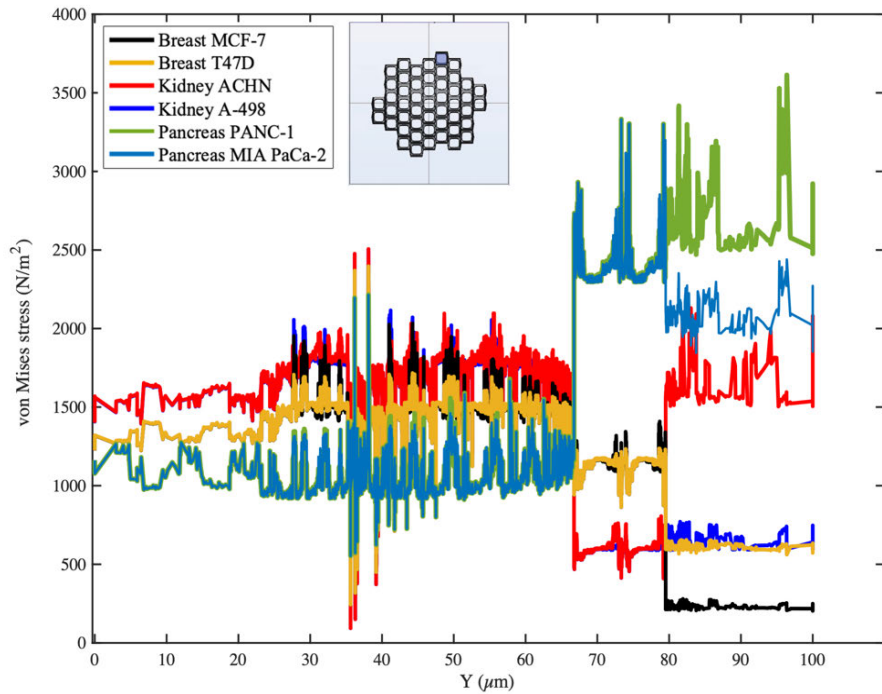 4000
3500
3000
2500
2000
1500
1000
500
0
von Mises stress (N/m²)
Breast MCF-7
Breast T47D
Kidney ACHN
Kidney A-498
Pancreas PANC-1
Pancreas MIA PaCa-2
0 10 20 30 40 50 60 70 80 90 100
Y (μm)